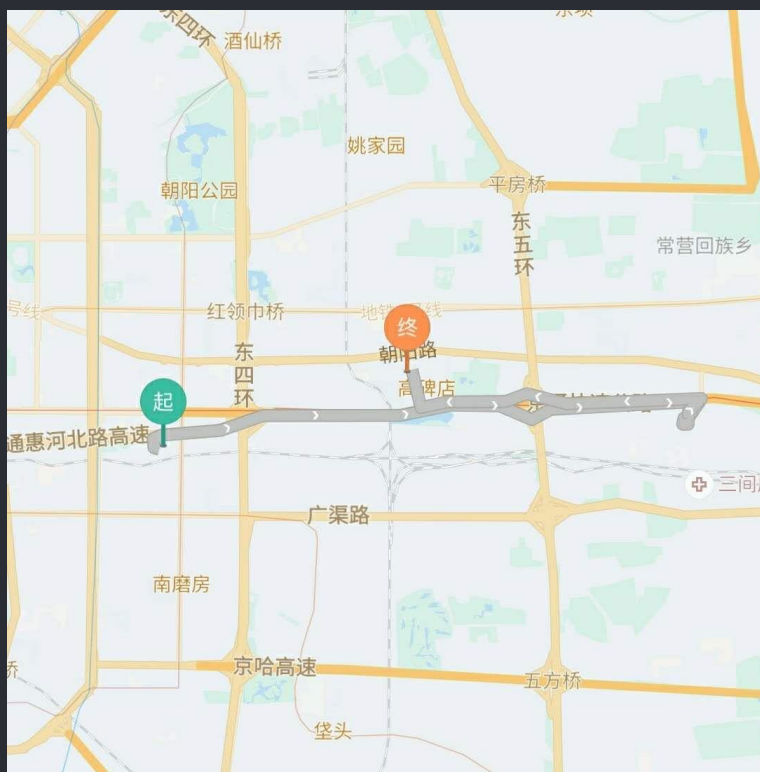 东四环
酒仙桥
姚家园
平房桥
朝阳公园
东五环
常营回族乡
号线
红领巾桥
地铁
号线
终
朝阳路
东四环
高碑店
起
通惠河北路高速
三间
广渠路
南磨房
京哈高速
桥
五方桥
垡头